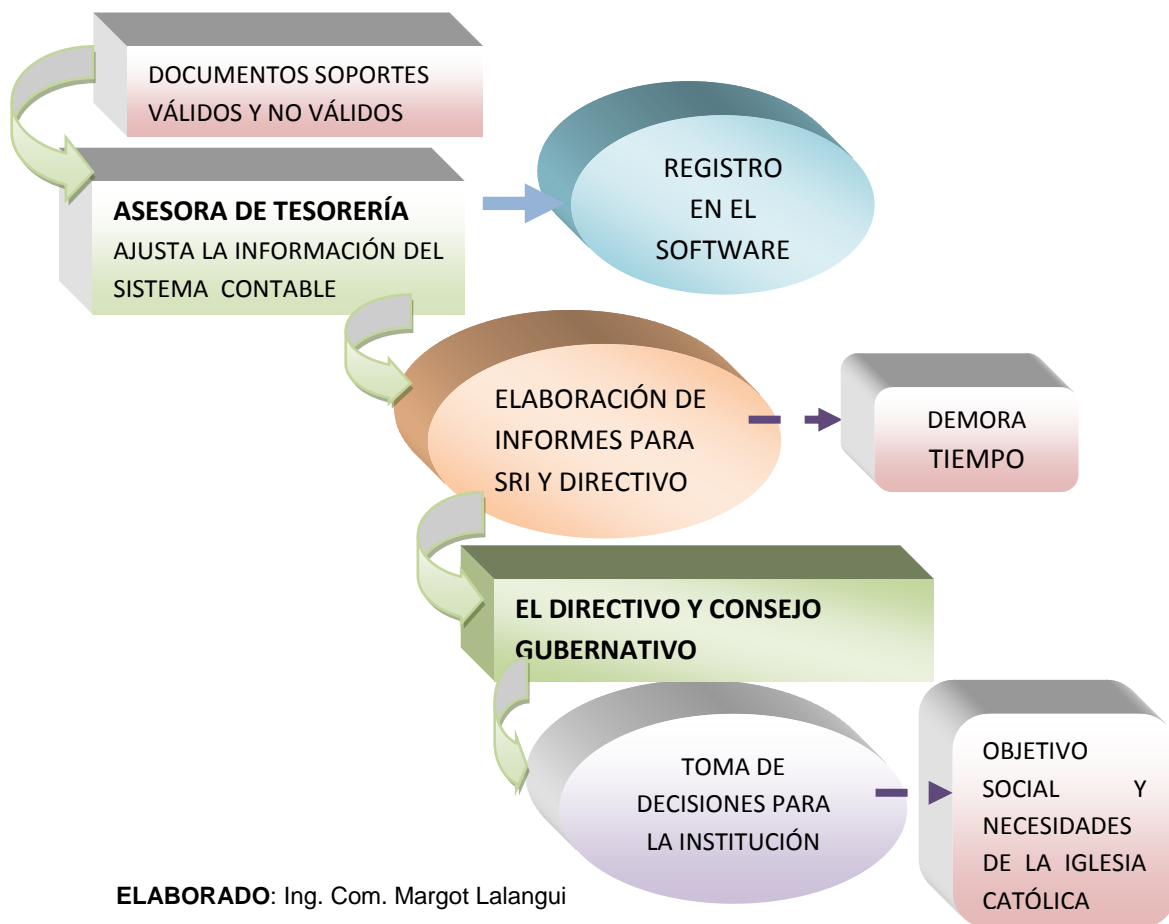 DOCUMENTOS SOPORTES
VÁLIDOS Y NO VÁLIDOS
ASESORA DE TESORERÍA
AJUSTA LA INFORMACIÓN DEL
SISTEMA CONTABLE
REGISTRO
EN EL
SOFTWARE
ELABORACIÓN DE
INFORMES PARA
SRI Y DIRECTIVO
DEMORA
TIEMPO
EL DIRECTIVO Y CONSEJO
GUBERNATIVO
TOMA DE
DECISIONES PARA
LA INSTITUCIÓN
OBJETIVO
SOCIAL Y
NECESIDADES
DE LA IGLESIA
CATÓLICA
ELABORADO: Ing. Com. Margot Lalangui